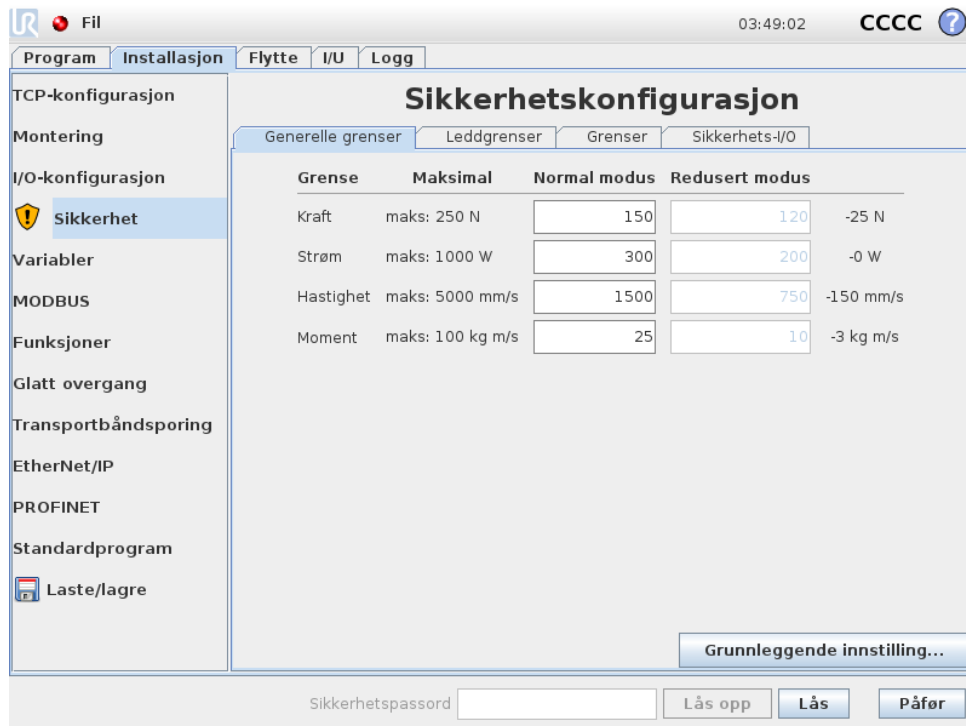 UR Fil 03:49:02 CCCC ?
Program Installasjon Flytte I/U Logg
TCP-konfigurasjon
Montering
I/O-konfigurasjon
Sikkerhet
Variabler
MODBUS
Funksjoner
Glatt overgang
Transportbåndsporing
EtherNet/IP
PROFINET
Standardprogram
Laste/lagre
Sikkerhetskonfigurasjon
Generelle grenser Leddgrenser Grenser Sikkerhets-I/O
Grense Maksimal Normal modus Redusert modus
Kraft maks: 250 N 150 120 -25 N
Strøm maks: 1000 W 300 200 -0 W
Hastighet maks: 5000 mm/s 1500 750 -150 mm/s
Moment maks: 100 kg m/s 25 10 -3 kg m/s
Grunnleggende innstilling...
Sikkerhetspassord Lås opp Lås Påfør